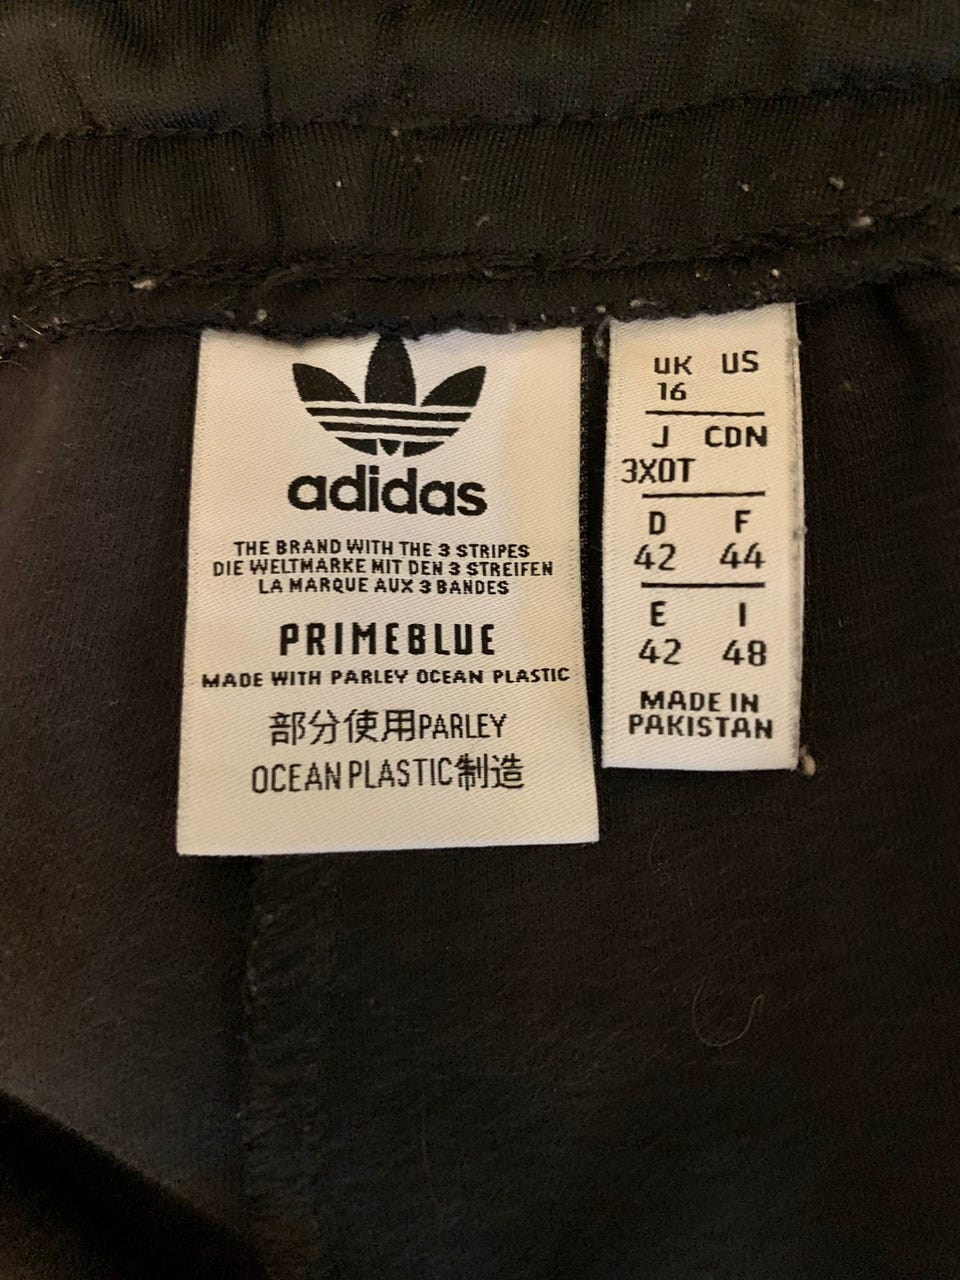 adidas
THE BRAND WITH THE 3 STRIPES
DIE WELTMARKE MIT DEN 3 STREIFEN
LA MARQUE AUX 3 BANDES
PRIMEBLUE
MADE WITH PARLEY OCEAN PLASTIC
部分使用PARLEY
OCEAN PLASTIC制造
UK US
16
J CDN
3XOT
D F
42 44
E I
42 48
MADE IN
PAKISTAN